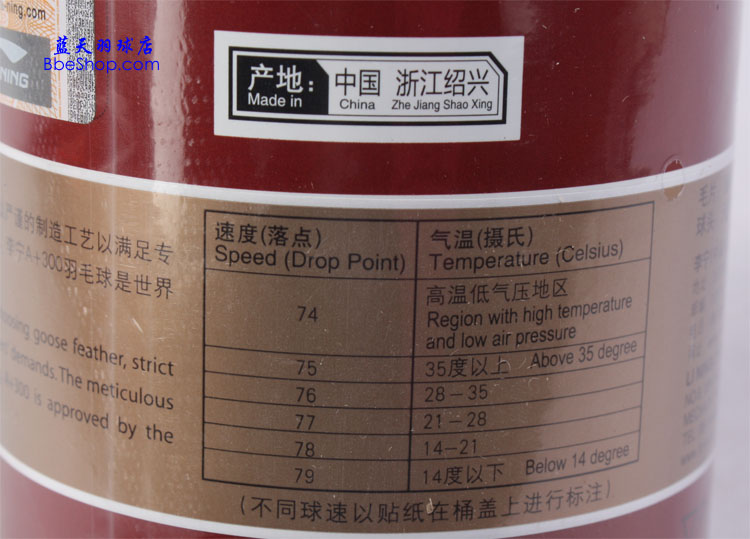 蓝天羽球店
BbeShop.com
产地:
Made in
中国 浙江绍兴
China Zhe Jiang Shao Xing
严谨的制造工艺以满足专
李宁A+300羽毛球是世界
goose feather, strict
demands. The meticulous
A+300 is approved by the
速度(落点) 气温(摄氏)
Speed (Drop Point) Temperature (Celsius)
74 高温低气压地区
Region with high temperature
and low air pressure
75 35度以上 Above 35 degree
76 28-35
77 21-28
78 14-21
79 14度以下 Below 14 degree
(不同球速以贴纸在桶盖上进行标注)
毛片
球头